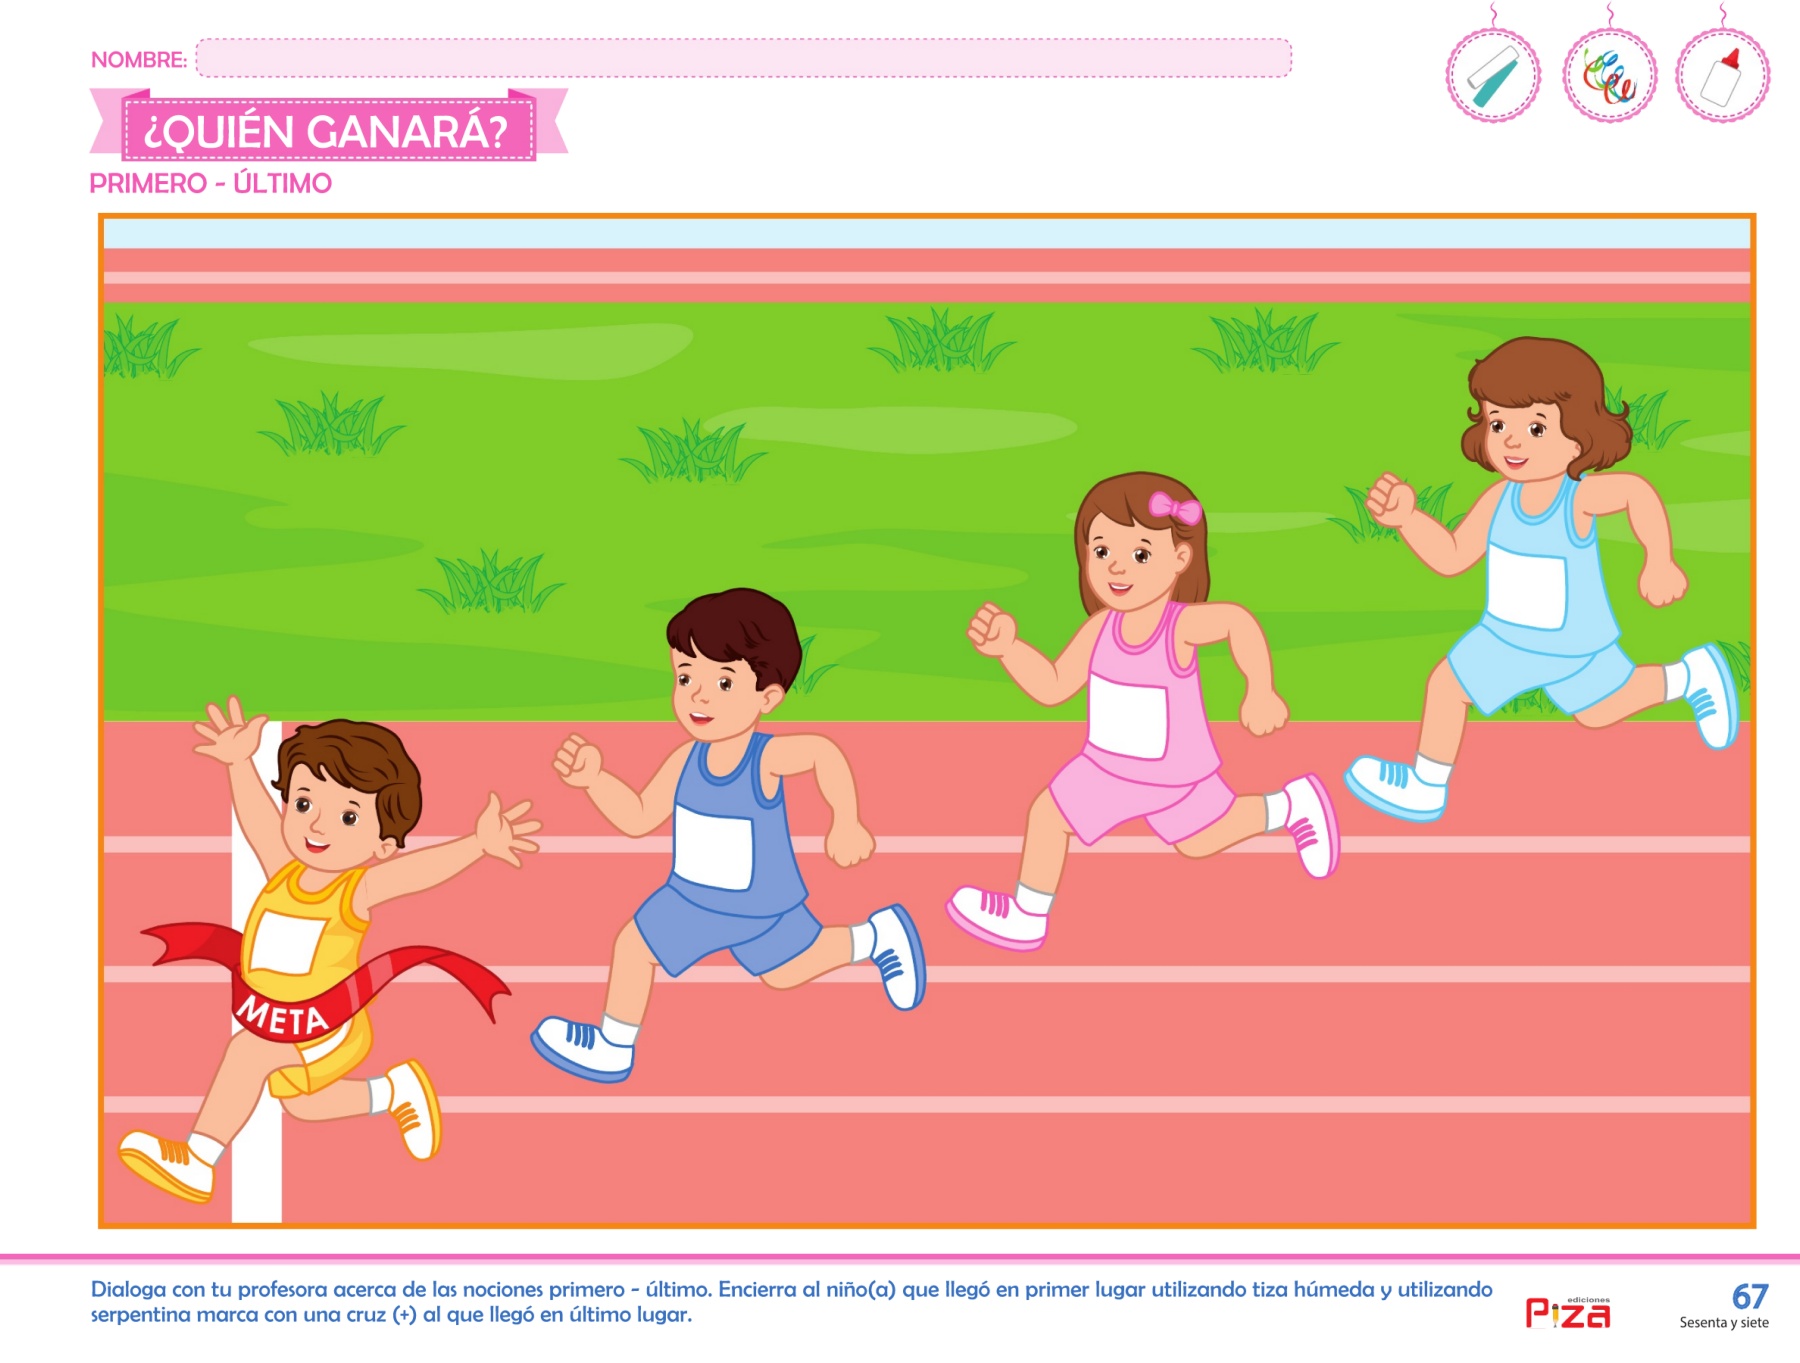 NOMBRE:
¿QUIÉN GANARÁ?
PRIMERO - ÚLTIMO
META
Dialoga con tu profesora acerca de las nociones primero - último. Encierra al niño(a) que llegó en primer lugar utilizando tiza húmeda y utilizando
serpentina marca con una cruz (+) al que llegó en último lugar.
ediciones
Piza
67
Sesenta y siete